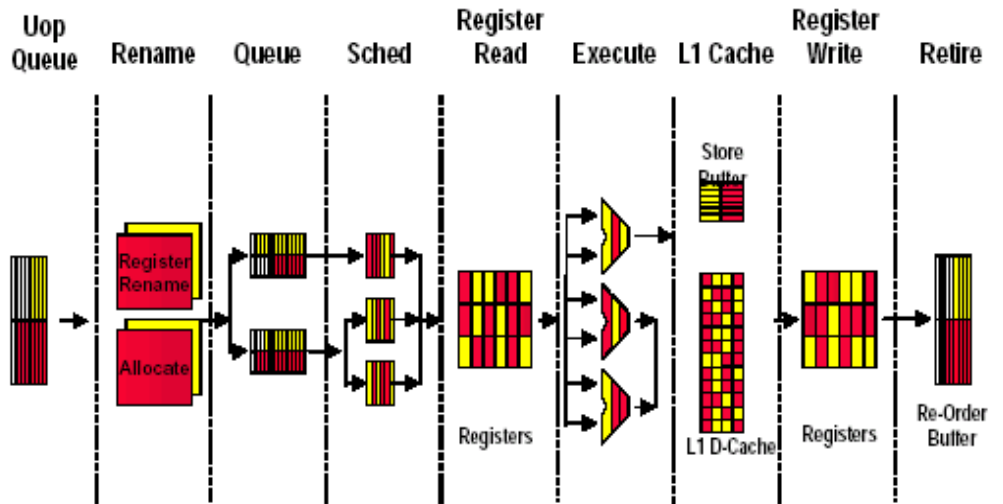 Uop
Queue
Rename
Queue
Sched
Register
Read
Execute
L1 Cache
Register
Write
Retire
Store
Buffer
Register
Rename
Allocate
Registers
L1 D-Cache
Registers
Re-Order
Buffer